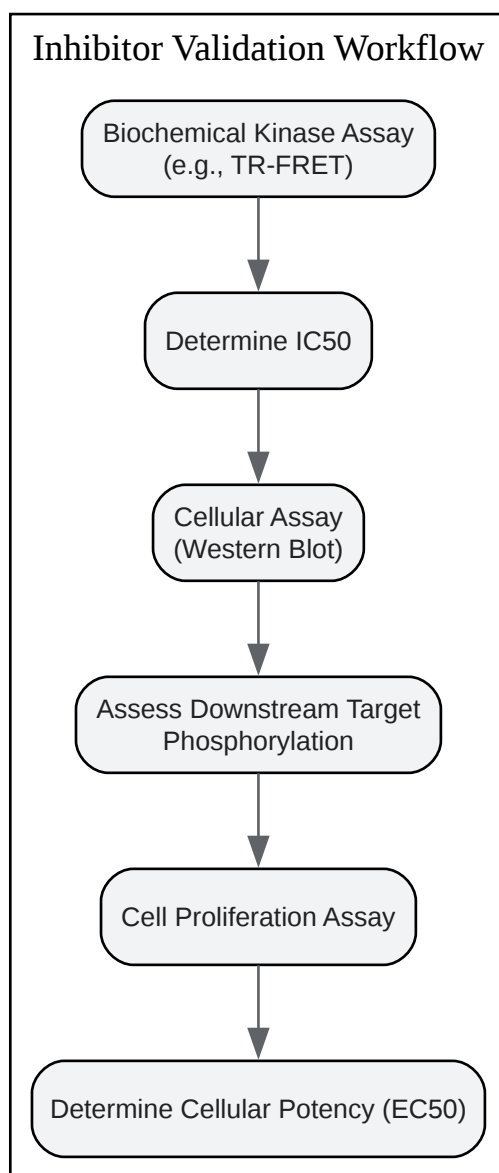 Inhibitor Validation Workflow
Biochemical Kinase Assay
(e.g., TR-FRET)
Determine IC50
Cellular Assay
(Western Blot)
Assess Downstream Target
Phosphorylation
Cell Proliferation Assay
Determine Cellular Potency (EC50)